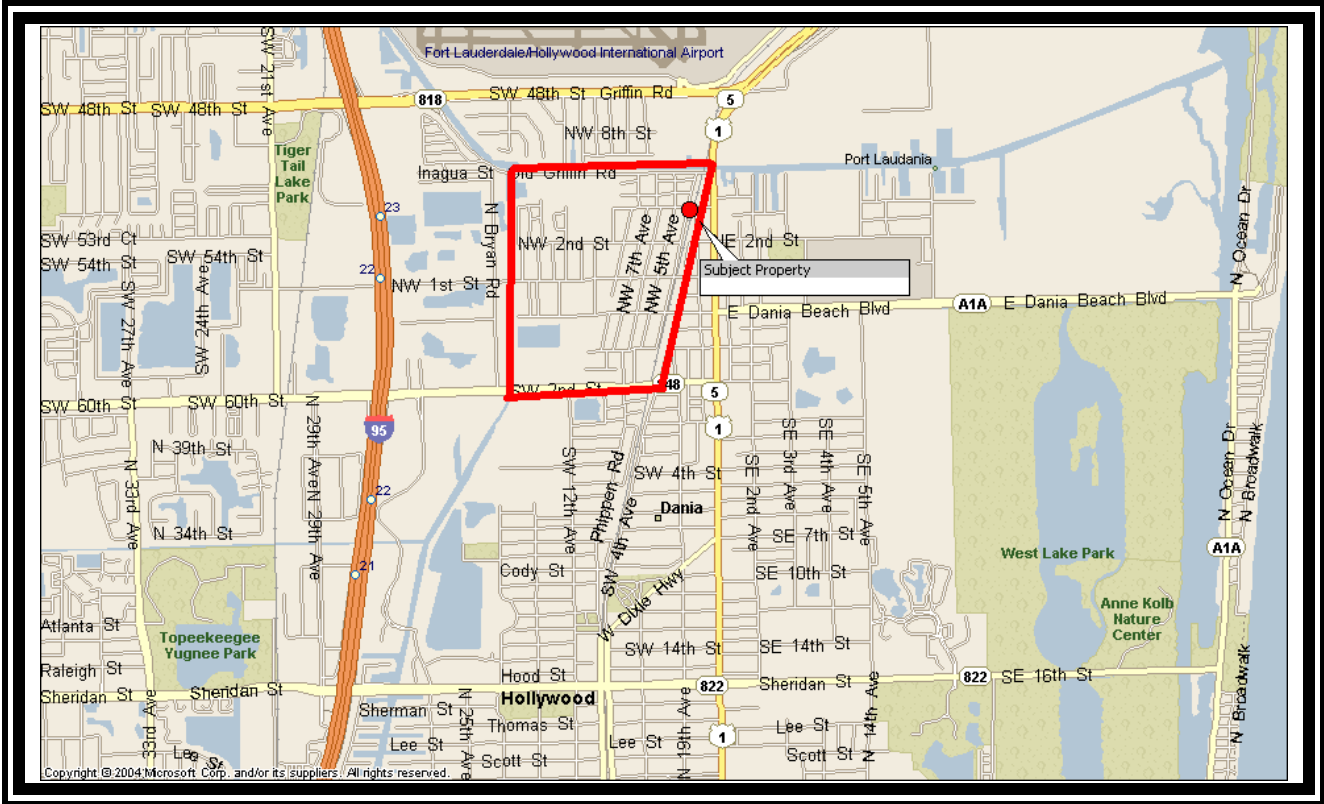 Fort Lauderdale/Hollywood International Airport
SW 21st Ave
818
SW 48th St Griffin Rd
5
SW 48th St
SW 48th St
NW 8th St
1
Tiger
Tail
Lake
Park
Inagua St
Old Griffin Rd
Port Laudania
23
N Bryan Rd
NW 7th Ave
NW 5th Ave
N Ocean Dr
SW 53rd Ct
NW 2nd St
NE 2nd St
SW 54th St
SW 54th St
22
Subject Property
NW 1st St
SW 27th Ave
SW 24th Ave
E Dania Beach Blvd
A1A
E Dania Beach Blvd
SW 2nd St
848
5
SW 60th St
SW 60th St
95
1
N 29th Ave
N 29th Ave
N 39th St
N 33rd Ave
SW 12th Ave
Phippen Rd
SW 4th Ave
SW 4th St
SE 2nd Ave
SE 3rd Ave
SE 4th Ave
SE 5th Ave
N Ocean Dr
N Broadwalk
22
Dania
N 34th St
SE 7th St
A1A
West Lake Park
21
Cody St
SE 10th St
W Dixie Hwy
Anne Kolb
Nature
Center
Atlanta St
Topeekeegee
Yugnee Park
SW 14th St
SE 14th St
Raleigh St
Hood St
822
SE 16th St
Sheridan St
Sheridan St
Hollywood
822
Sheridan St
N Broadwalk
33rd Ave
Sherman St
N 25th Ave
Thomas St
N 19th Ave
N 14th Ave
Lee St
Lee St
Lee St
1
Lee St
Scott St
Scott St
Copyright © 2004 Microsoft Corp. and/or its suppliers. All rights reserved.